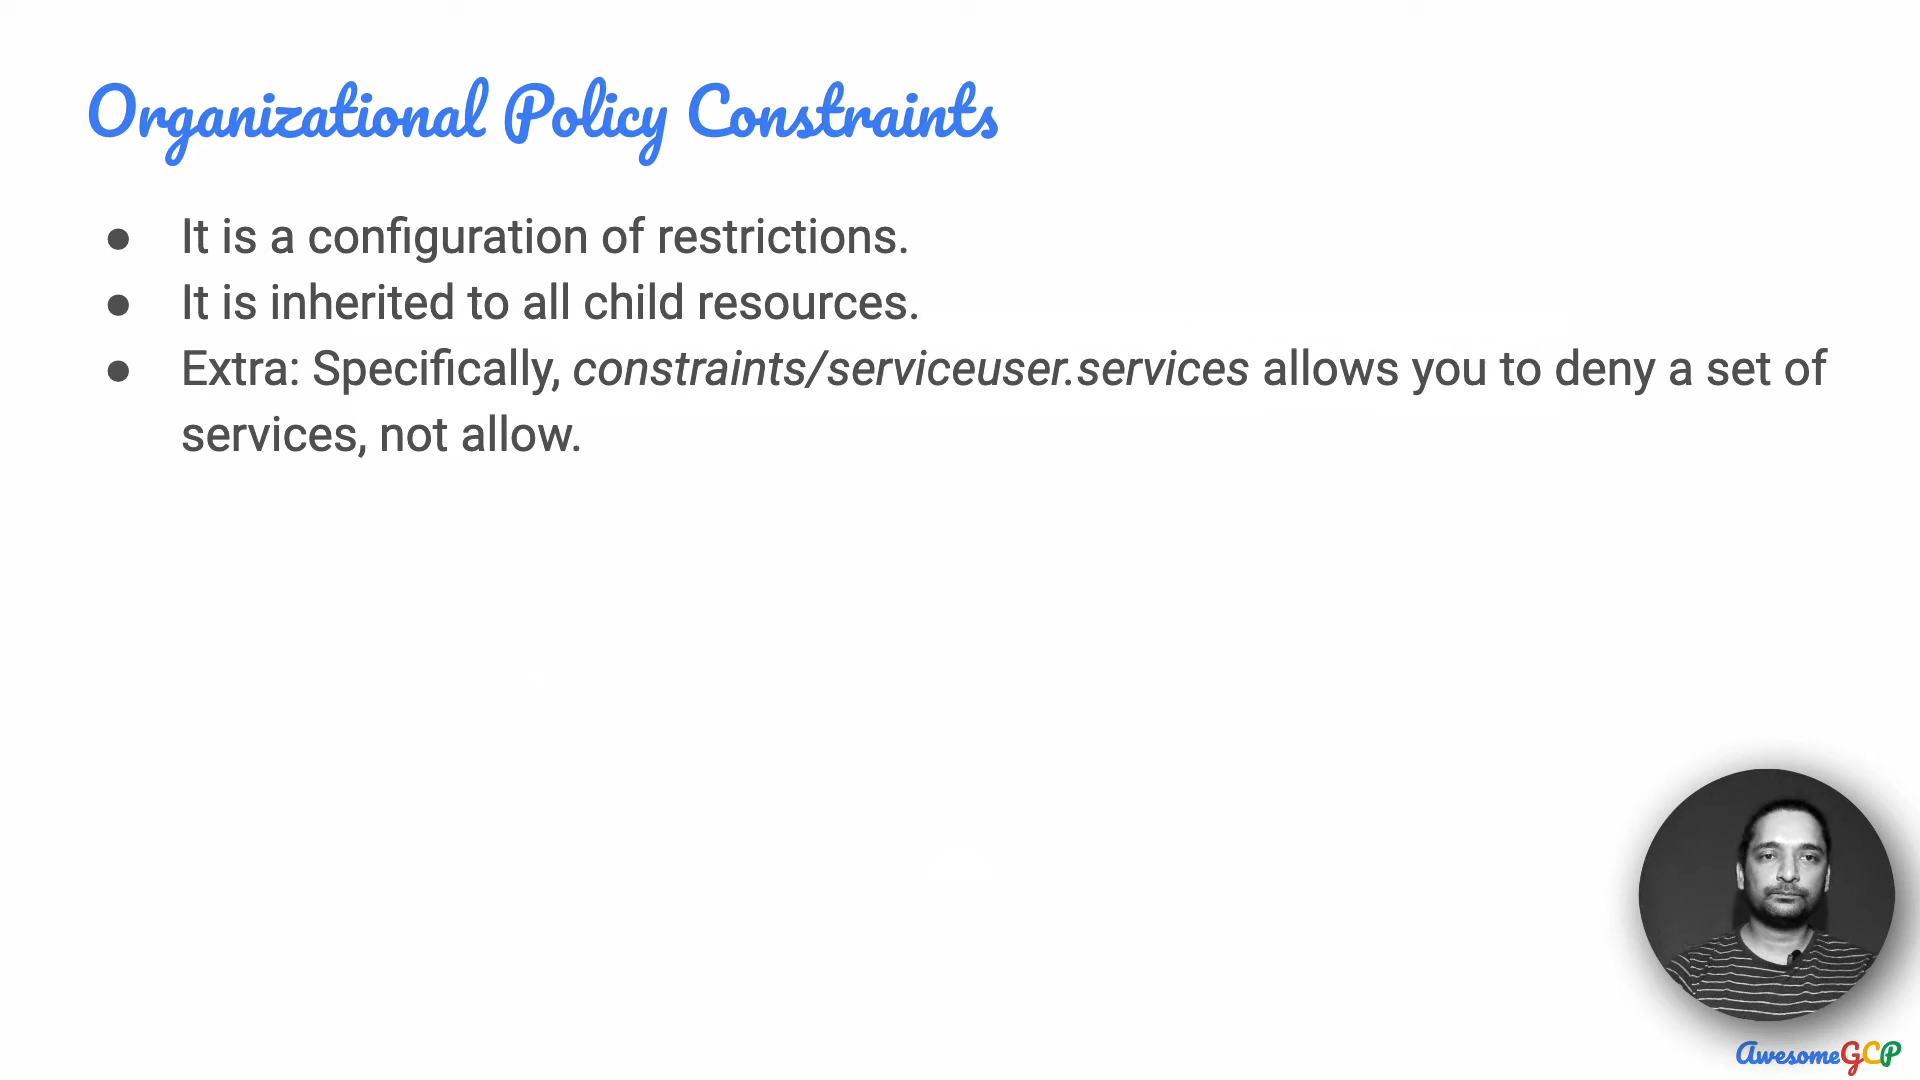 Organizational Policy Constraints
● It is a configuration of restrictions.
● It is inherited to all child resources.
● Extra: Specifically, constraints/serviceuser.services allows you to deny a set of
services, not allow.
AwesomeGCP